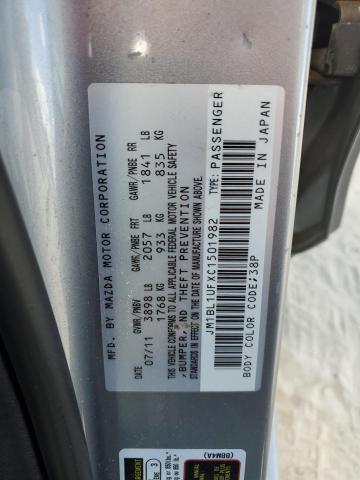 MFD. BY MAZDA MOTOR CORPORATION
DATE GVWR/PNBV GAWR/PNBE FRT GAWR/PNBE RR
07/11 3898 LB 2057 LB 1841 LB
1768 KG 933 KG 835 KG
THIS VEHICLE CONFORMS TO ALL APPLICABLE FEDERAL MOTOR VEHICLE SAFETY
,BUMPER, AND THEFT PREVENTION
STANDARDS IN EFFECT ON THE DATE OF MANUFACTURE SHOWN ABOVE.
JM1BL1UFXC1501982 TYPE: PASSENGER
BODY COLOR CODE:38P MADE IN JAPAN
(BBM4A)